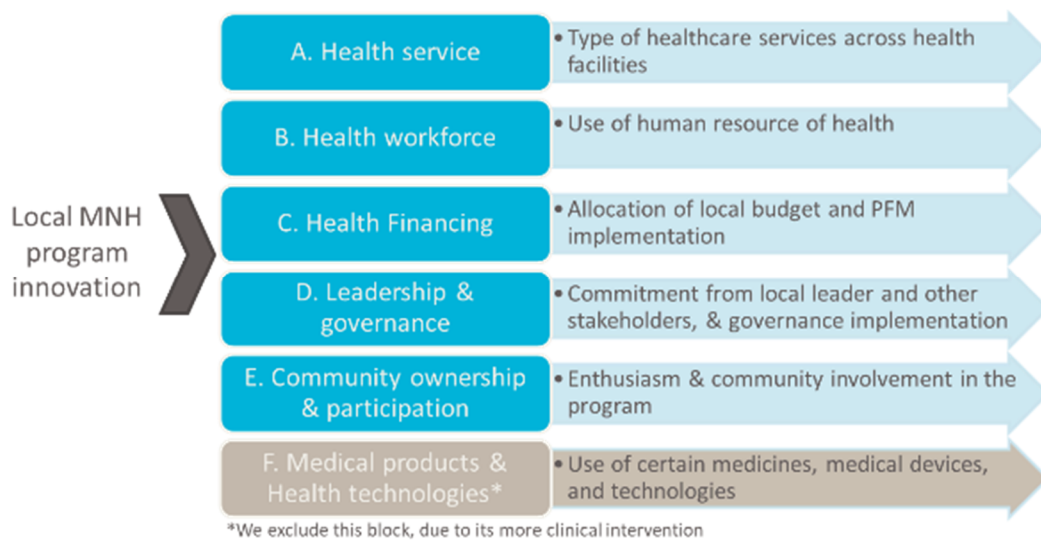 Local MNH
program
innovation
A. Health service
• Type of healthcare services across health
facilities
B. Health workforce
• Use of human resource of health
C. Health Financing
• Allocation of local budget and PFM
implementation
D. Leadership &
governance
• Commitment from local leader and other
stakeholders, & governance implementation
E. Community ownership
& participation
• Enthusiasm & community involvement in the
program
F. Medical products &
Health technologies*
• Use of certain medicines, medical devices,
and technologies
*We exclude this block, due to its more clinical intervention